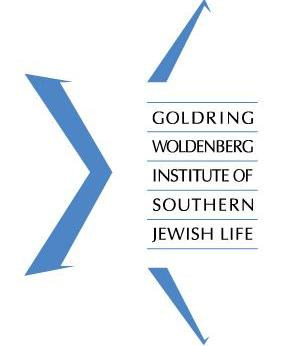 GOLDRING
WOLDENBERG
INSTITUTE OF
SOUTHERN
JEWISH LIFE